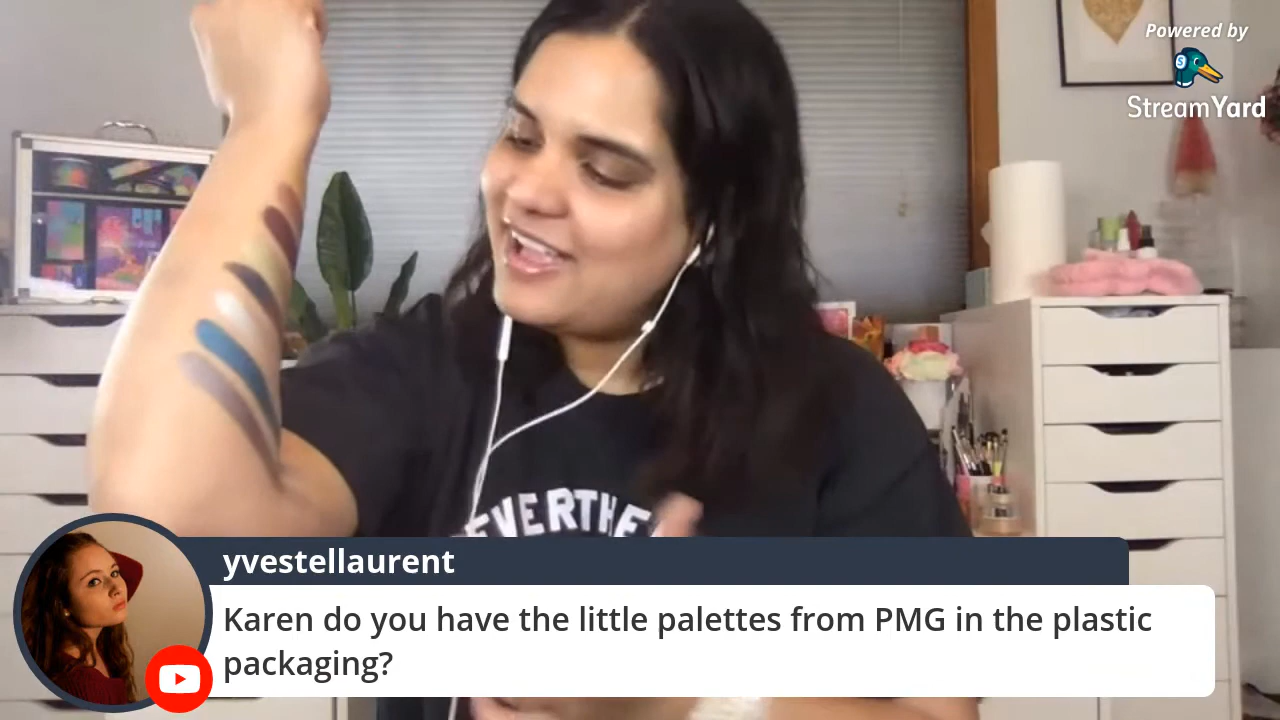 Powered by
StreamYard
EVERTHE
yvestellaurent
Karen do you have the little palettes from PMG in the plastic
packaging?